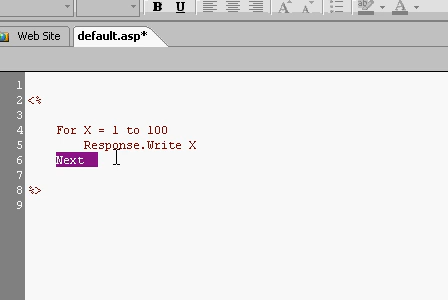 B U A A A
Web Site default.asp*
1
2 <%
3
4 For X = 1 to 100
5 Response.Write X
6 Next
7
8 %>
9